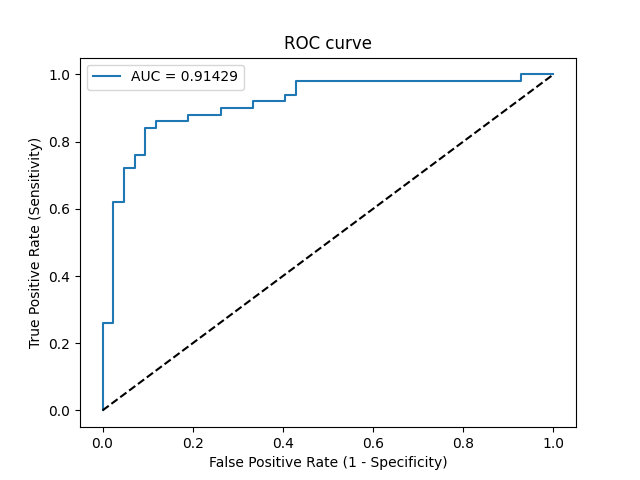 ROC curve
AUC = 0.91429
True Positive Rate (Sensitivity)
1.0
0.8
0.6
0.4
0.2
0.0
0.0 0.2 0.4 0.6 0.8 1.0
False Positive Rate (1 - Specificity)